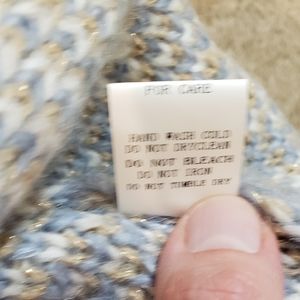 FOR CARE
HAND WASH COLD
DO NOT DRYCLEAN
DO NOT BLEACH
DO NOT IRON
DO NOT TUMBLE DRY